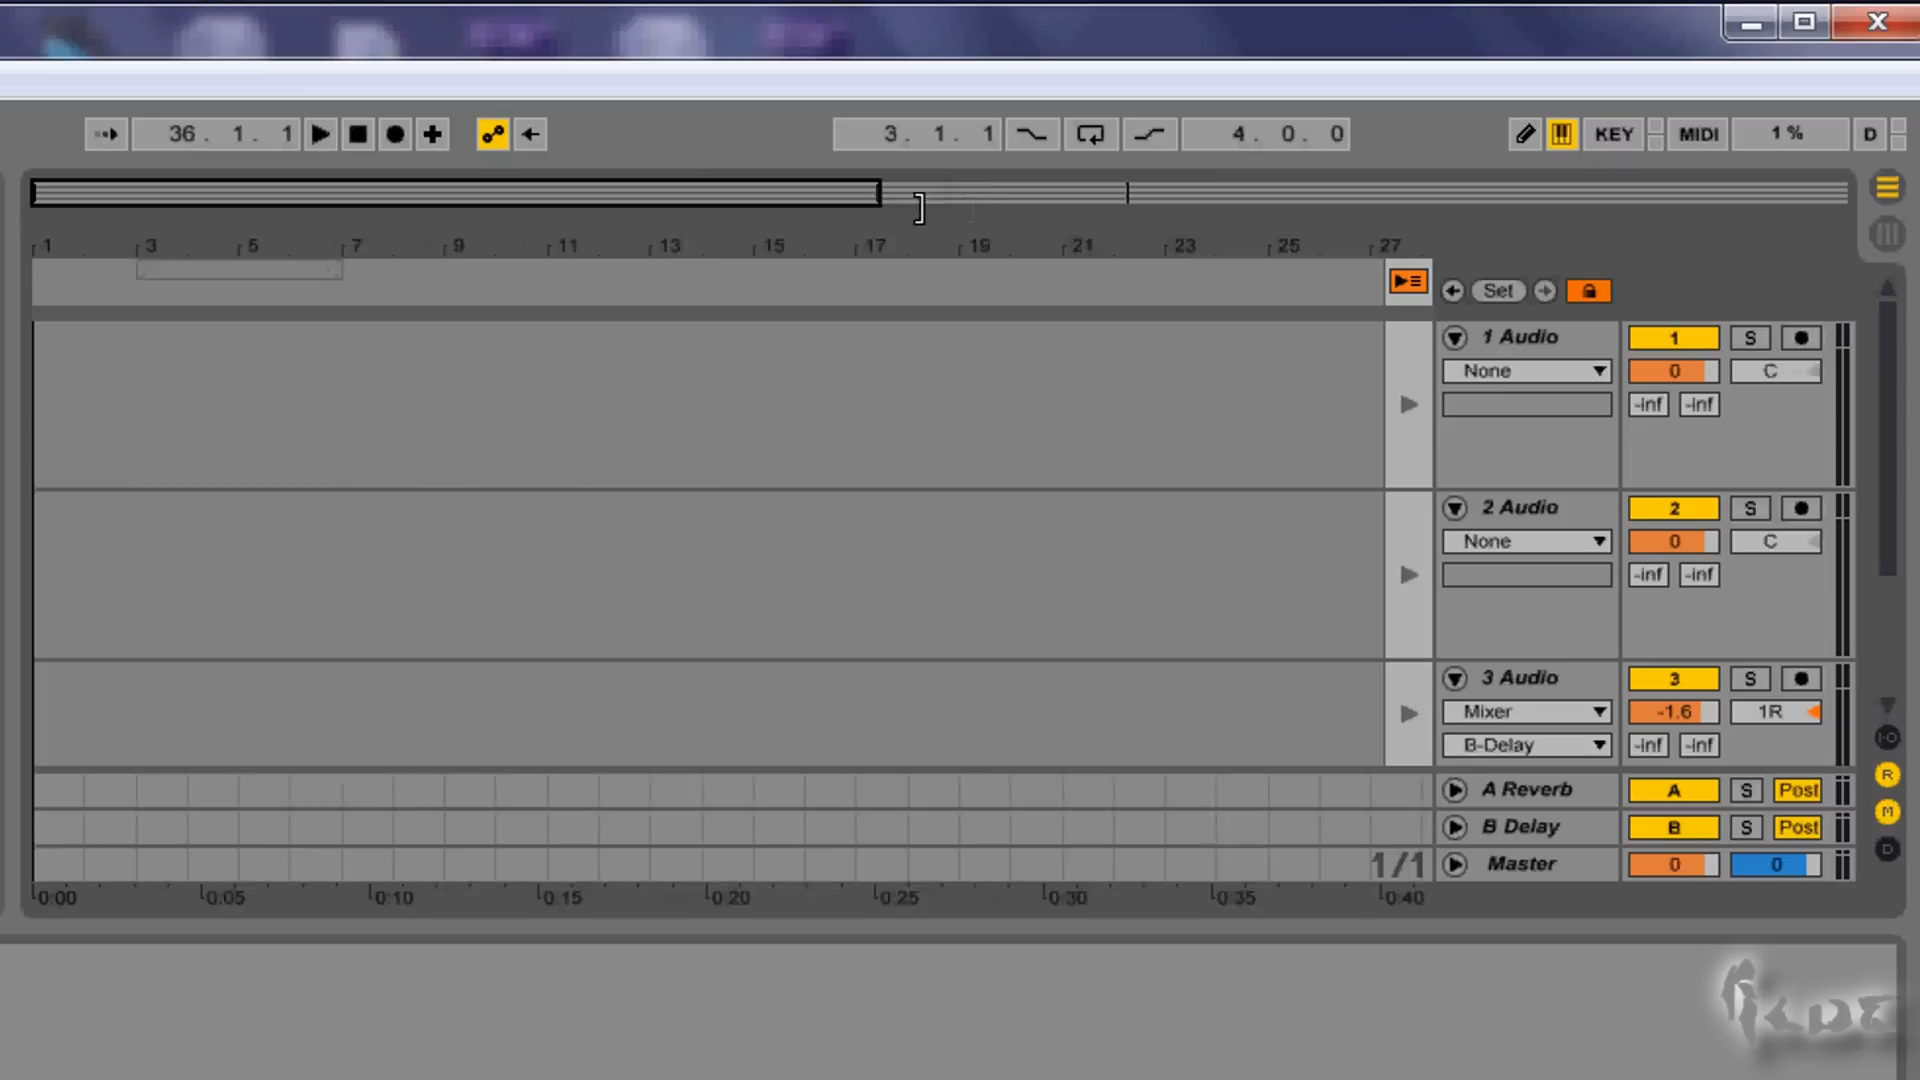 36. 1. 1
3. 1. 1
4. 0. 0
KEY
MIDI
1 %
D
1 3 5 7 9 11 13 15 17 19 21 23 25 27
Set
1 Audio 1 S
None 0 C
-inf -inf
2 Audio 2 S
None 0 C
-inf -inf
3 Audio 3 S
Mixer -1.6 1R
B-Delay -inf -inf
I-O
A Reverb A S Post R
B Delay B S Post M
1/1 Master 0 0 D
0:00 0:05 0:10 0:15 0:20 0:25 0:30 0:35 0:40